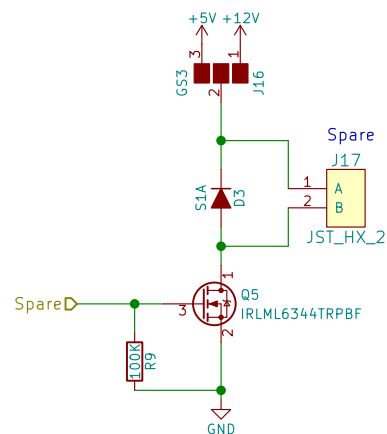 +5V
+12V
3
1
GS3
J16
2
Spare
J17
1
A
2
B
JST_HX_2
S1A
D3
1
Q5
IRLML6344TRPBF
3
2
Spare
100K
R9
GND